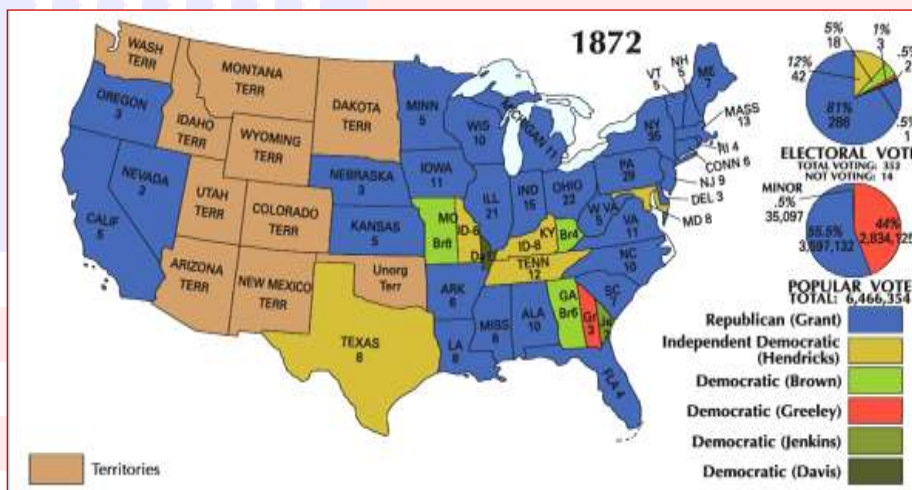 1872
WASH
TERR
MONTANA
TERR
DAKOTA
TERR
MINN
5
OREGON
3
IDAHO
TERR
WYOMING
TERR
WIS
10
MICHIGAN 11
VT
5
NH
5
ME
7
NY
35
MASS
13
RI 4
CONN 6
NJ 9
DEL 3
MD 8
NEVADA
3
UTAH
TERR
COLORADO
TERR
NEBRASKA
3
IOWA
11
ILL
21
IND
15
OHIO
22
PA
29
CALIF
6
KANSAS
5
MO
Br8
ID-6
KY
ID-8
Br4
W VA
5
VA
11
ARIZONA
TERR
NEW MEXICO
TERR
Unorg
Terr
ARK
6
TENN
12
NC
10
SC
7
TEXAS
8
LA
8
MISS
8
ALA
10
GA
Br6
Gr
3
FLA 4
Territories
5%
18
1%
3
.5%
2
12%
42
81%
286
.5%
1
ELECTORAL VOTE
TOTAL VOTING: 352
NOT VOTING: 14
MINOR
.5%
35,097
55.5%
3,597,132
44%
2,834,125
POPULAR VOTE
TOTAL: 6,466,354
Republican (Grant)
Independent Democratic
(Hendricks)
Democratic (Brown)
Democratic (Greeley)
Democratic (Jenkins)
Democratic (Davis)